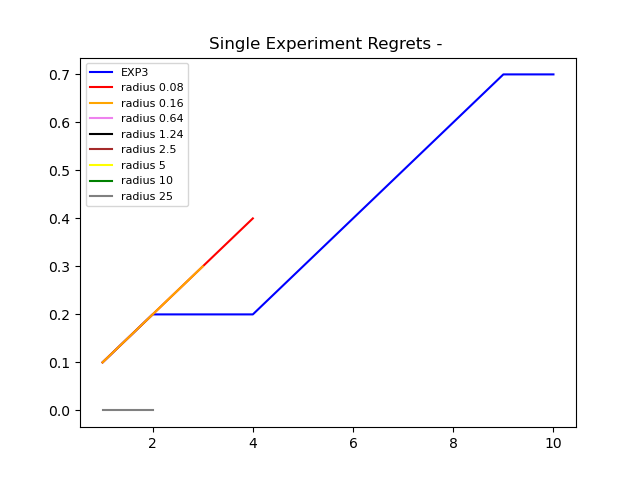 Single Experiment Regrets -
EXP3
radius 0.08
radius 0.16
radius 0.64
radius 1.24
radius 2.5
radius 5
radius 10
radius 25
0.7
0.6
0.5
0.4
0.3
0.2
0.1
0.0
2 4 6 8 10